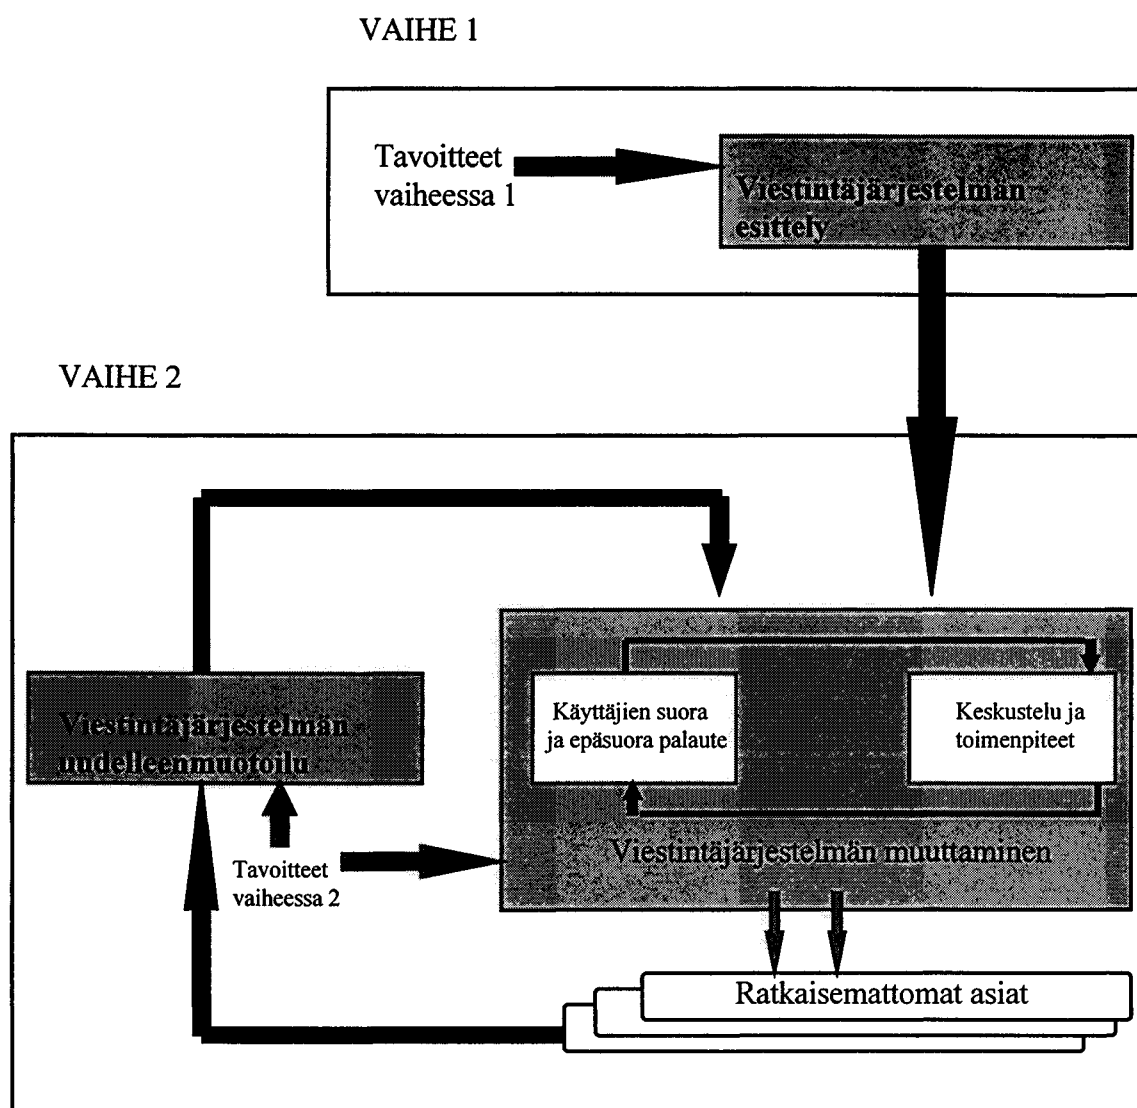 VAIHE 1
Tavoitteet
vaiheessa 1
Viestintäjärjestelmän
esittely
VAIHE 2
Viestintäjärjestelmän
uudelleenmuotoilu
Käyttäjien suora
ja epäsuora palaute
Keskustelu ja
toimenpiteet
Viestintäjärjestelmän muuttaminen
Tavoitteet
vaiheessa 2
Ratkaisemattomat asiat